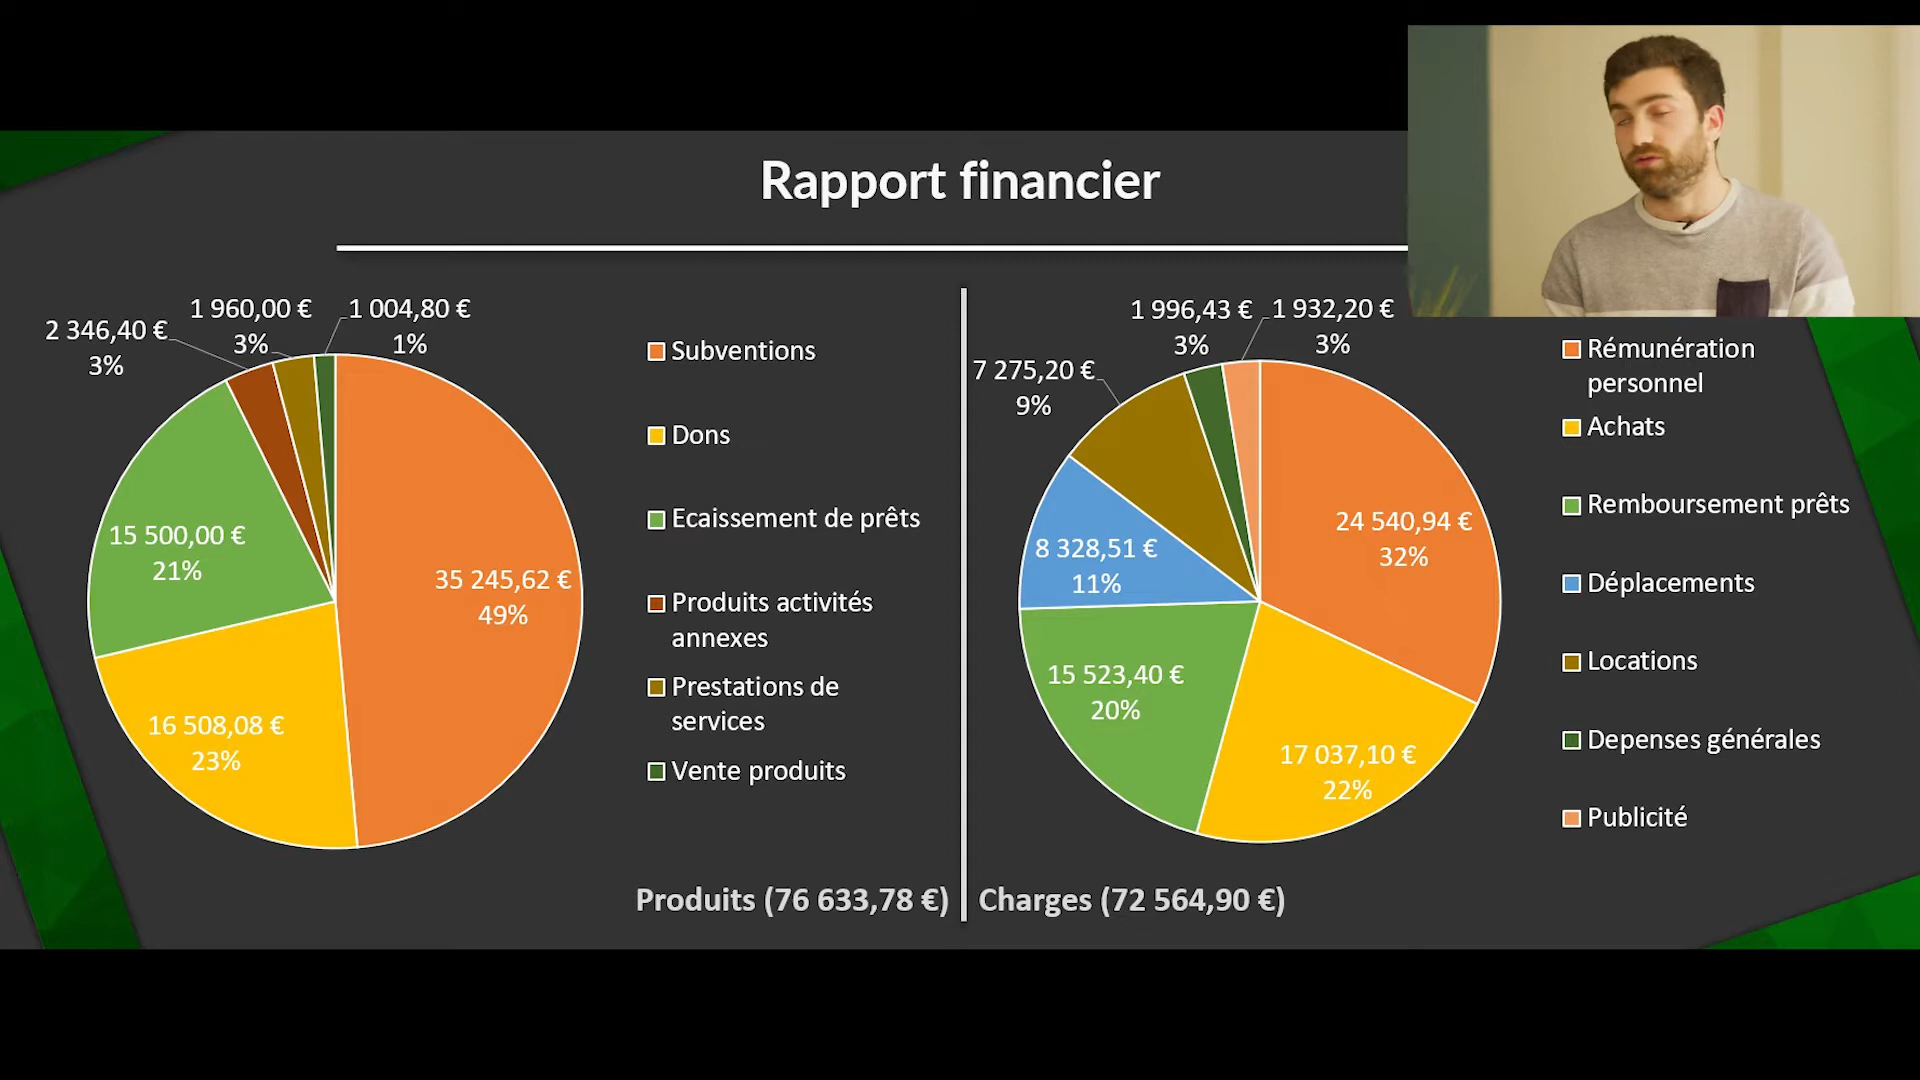 Rapport financier
2 346,40 €
3%
1 960,00 €
3%
1 004,80 €
1%
15 500,00 €
21%
35 245,62 €
49%
16 508,08 €
23%
Subventions
Dons
Ecaissement de prêts
Produits activités
annexes
Prestations de
services
Vente produits
Produits (76 633,78 €)
1 996,43 €
3%
1 932,20 €
3%
7 275,20 €
9%
24 540,94 €
32%
8 328,51 €
11%
15 523,40 €
20%
17 037,10 €
22%
Rémunération
personnel
Achats
Remboursement prêts
Déplacements
Locations
Depenses générales
Publicité
Charges (72 564,90 €)